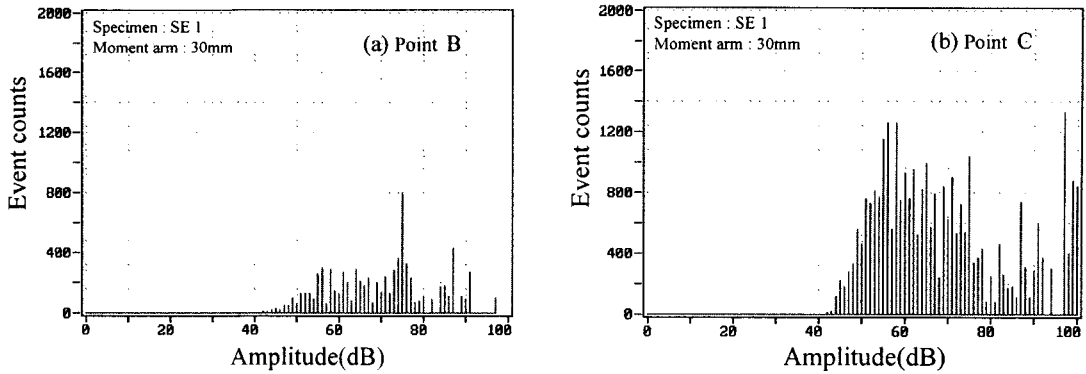 Specimen : SE 1
Moment arm : 30mm
(a) Point B
Event counts
2000
1600
1200
800
400
0
0
20
40
60
80
100
Amplitude(dB)
Specimen : SE 1
Moment arm : 30mm
(b) Point C
Event counts
2000
1600
1200
800
400
0
0
20
40
60
80
100
Amplitude(dB)